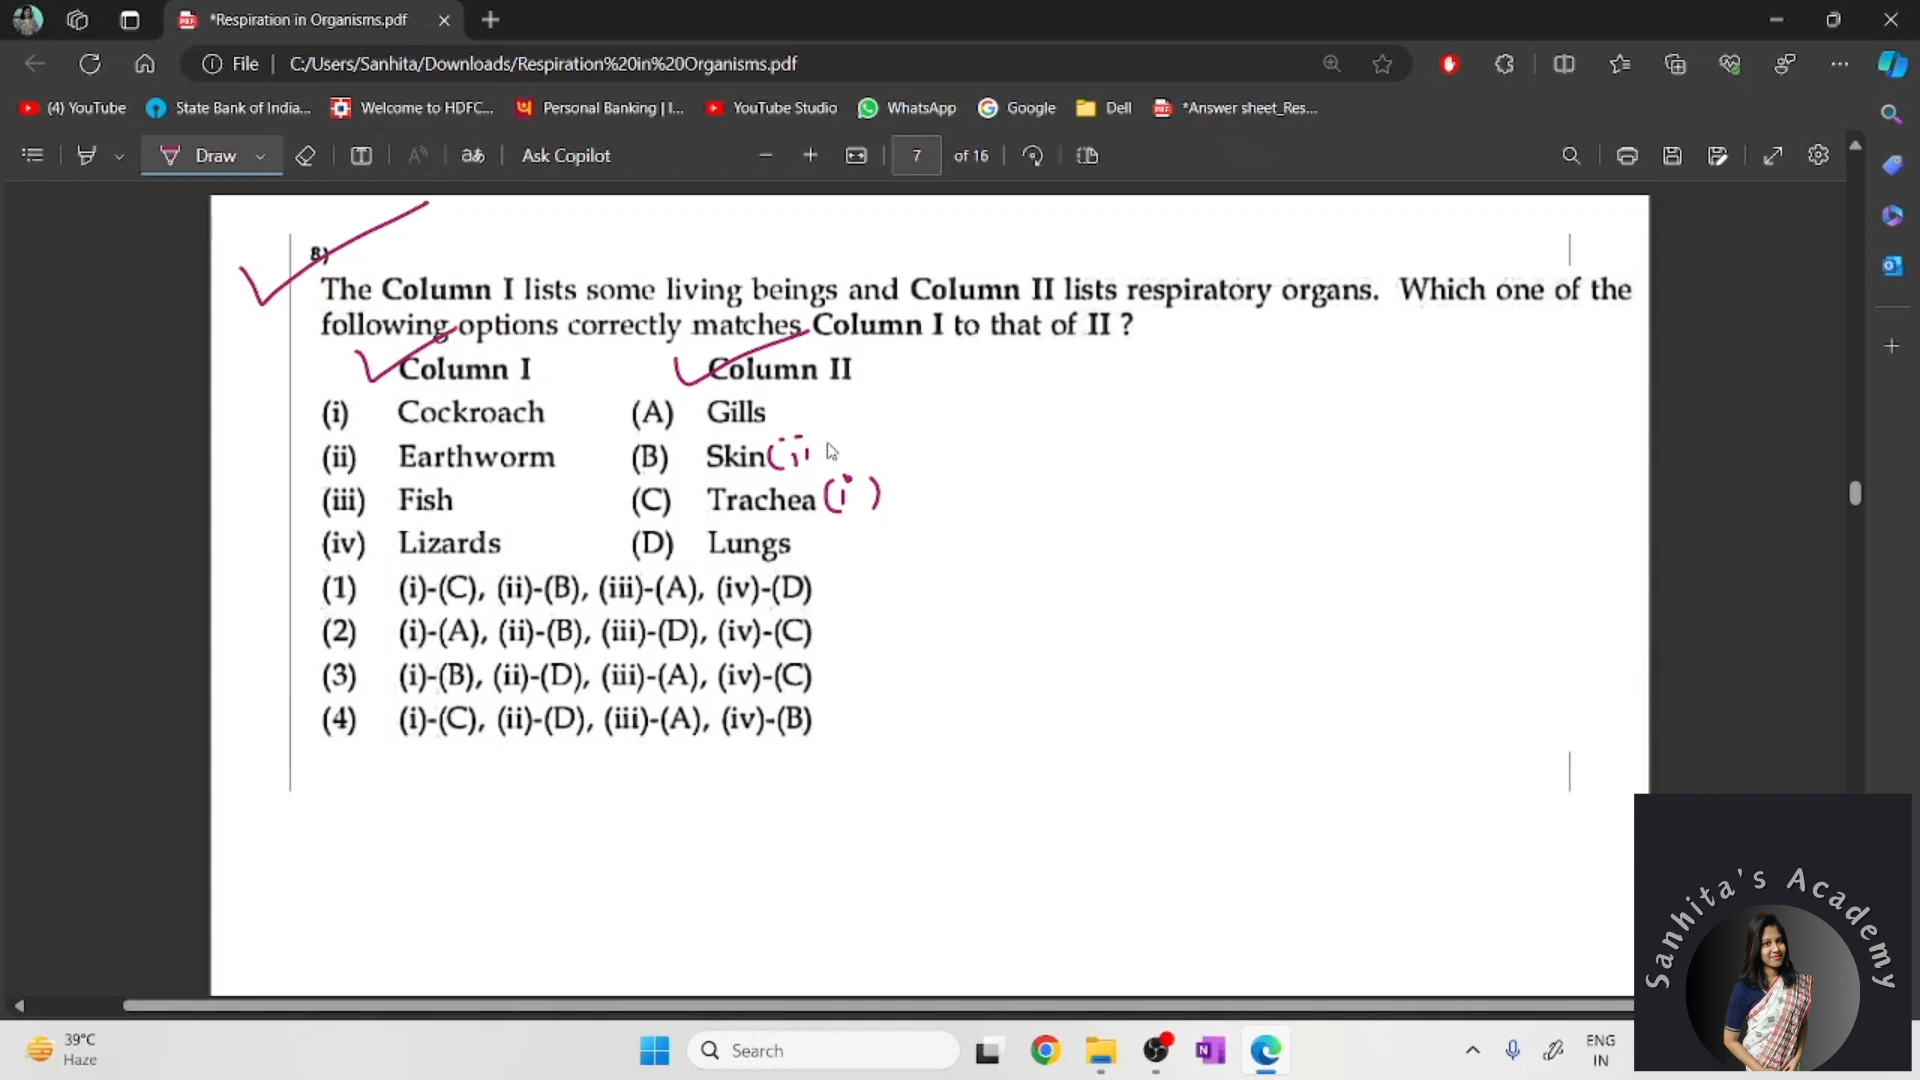 *Respiration in Organisms.pdf
File C:/Users/Sanhita/Downloads/Respiration%20in%20Organisms.pdf
(4) YouTube State Bank of India... Welcome to HDFC... Personal Banking | I... YouTube Studio WhatsApp Google Dell *Answer sheet_Res...
Draw Ask Copilot 7 of 16
8)
The Column I lists some living beings and Column II lists respiratory organs. Which one of the
following options correctly matches Column I to that of II ?
Column I Column II
(i) Cockroach (A) Gills
(ii) Earthworm (B) Skin (ii
(iii) Fish (C) Trachea (i)
(iv) Lizards (D) Lungs
(1) (i)-(C), (ii)-(B), (iii)-(A), (iv)-(D)
(2) (i)-(A), (ii)-(B), (iii)-(D), (iv)-(C)
(3) (i)-(B), (ii)-(D), (iii)-(A), (iv)-(C)
(4) (i)-(C), (ii)-(D), (iii)-(A), (iv)-(B)
Sanhita's Academy
39°C
Haze
Search
ENG
IN